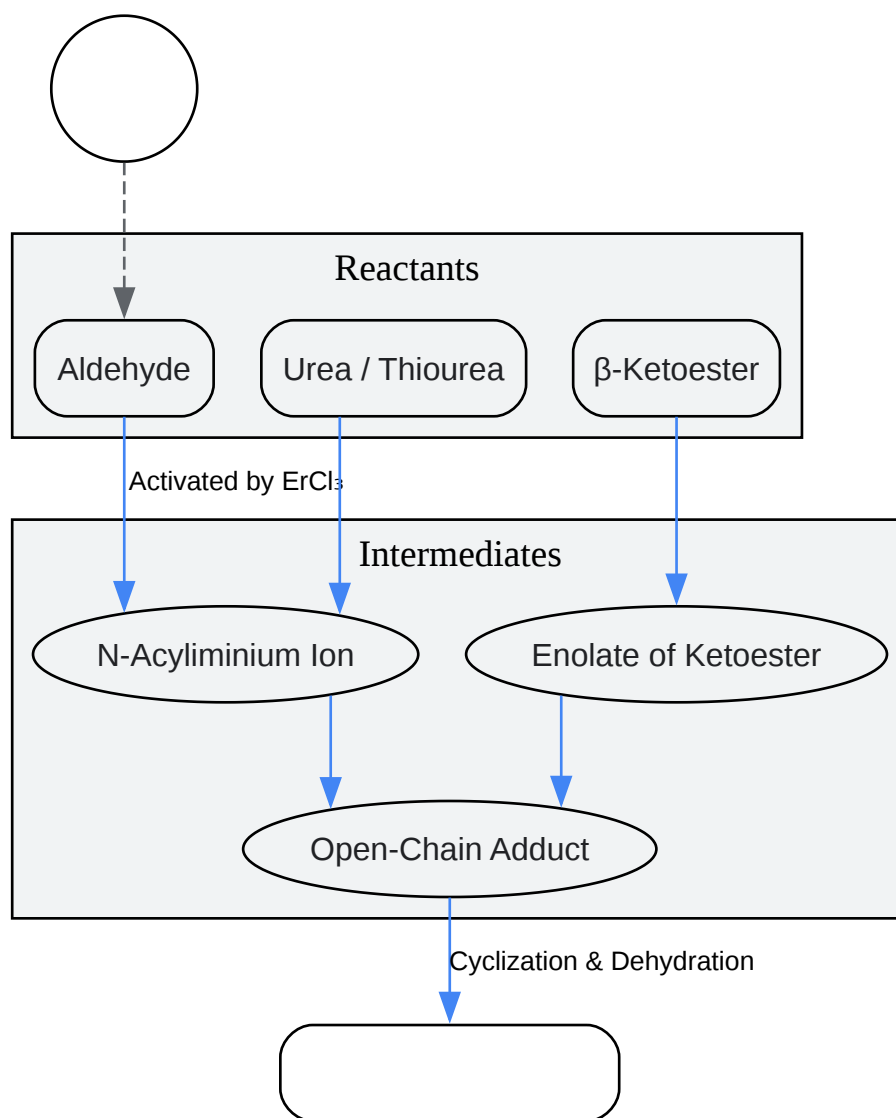 Reactants
Aldehyde
Urea / Thiourea
β-Ketoester
Activated by ErCl₃
Intermediates
N-Acyliminium Ion
Enolate of Ketoester
Open-Chain Adduct
Cyclization & Dehydration